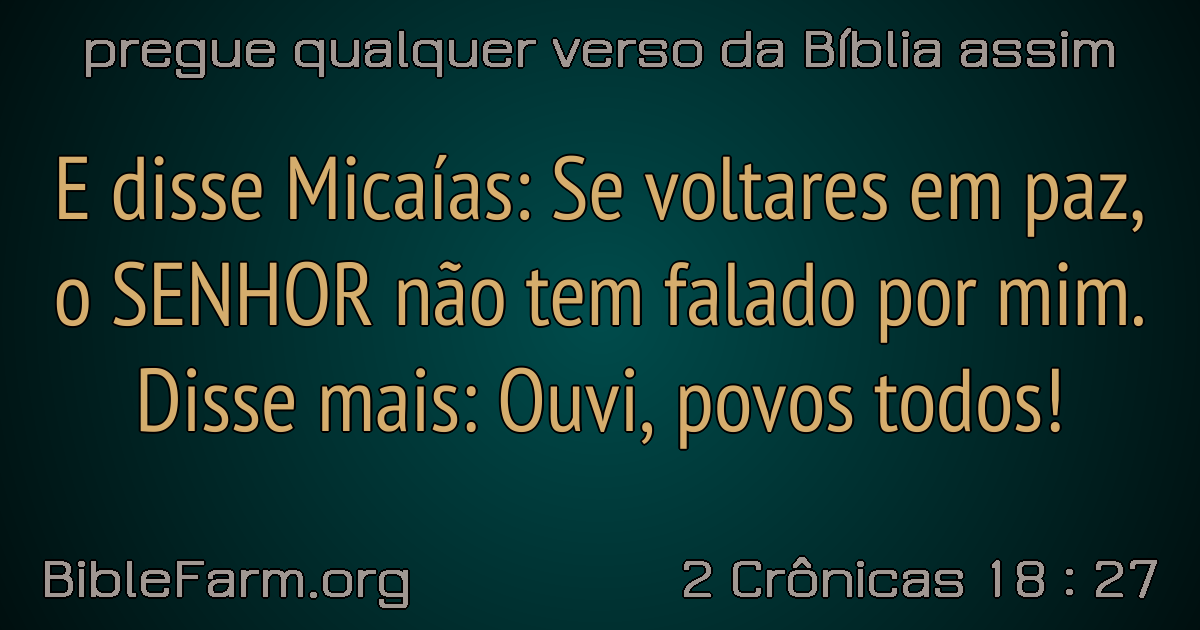 pregue qualquer verso da Bíblia assim
E disse Micaías: Se voltares em paz,
o SENHOR não tem falado por mim.
Disse mais: Ouvi, povos todos!
BibleFarm.org
2 Crônicas 18 : 27